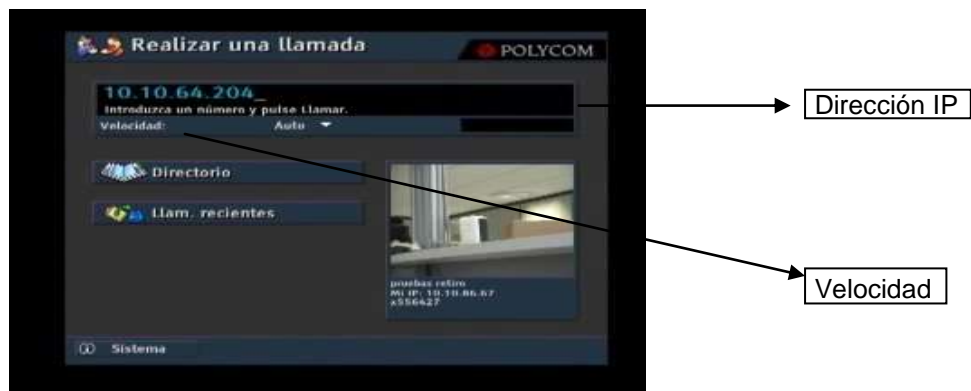 Realizar una llamada
POLYCOM
10.10.64.204_
Introduzca un número y pulse Llamar.
Velocidad: Auto
Directorio
Llam. recientes
pruebas retiro
Mi IP: 10.10.86.67
x556427
Sistema
Dirección IP
Velocidad